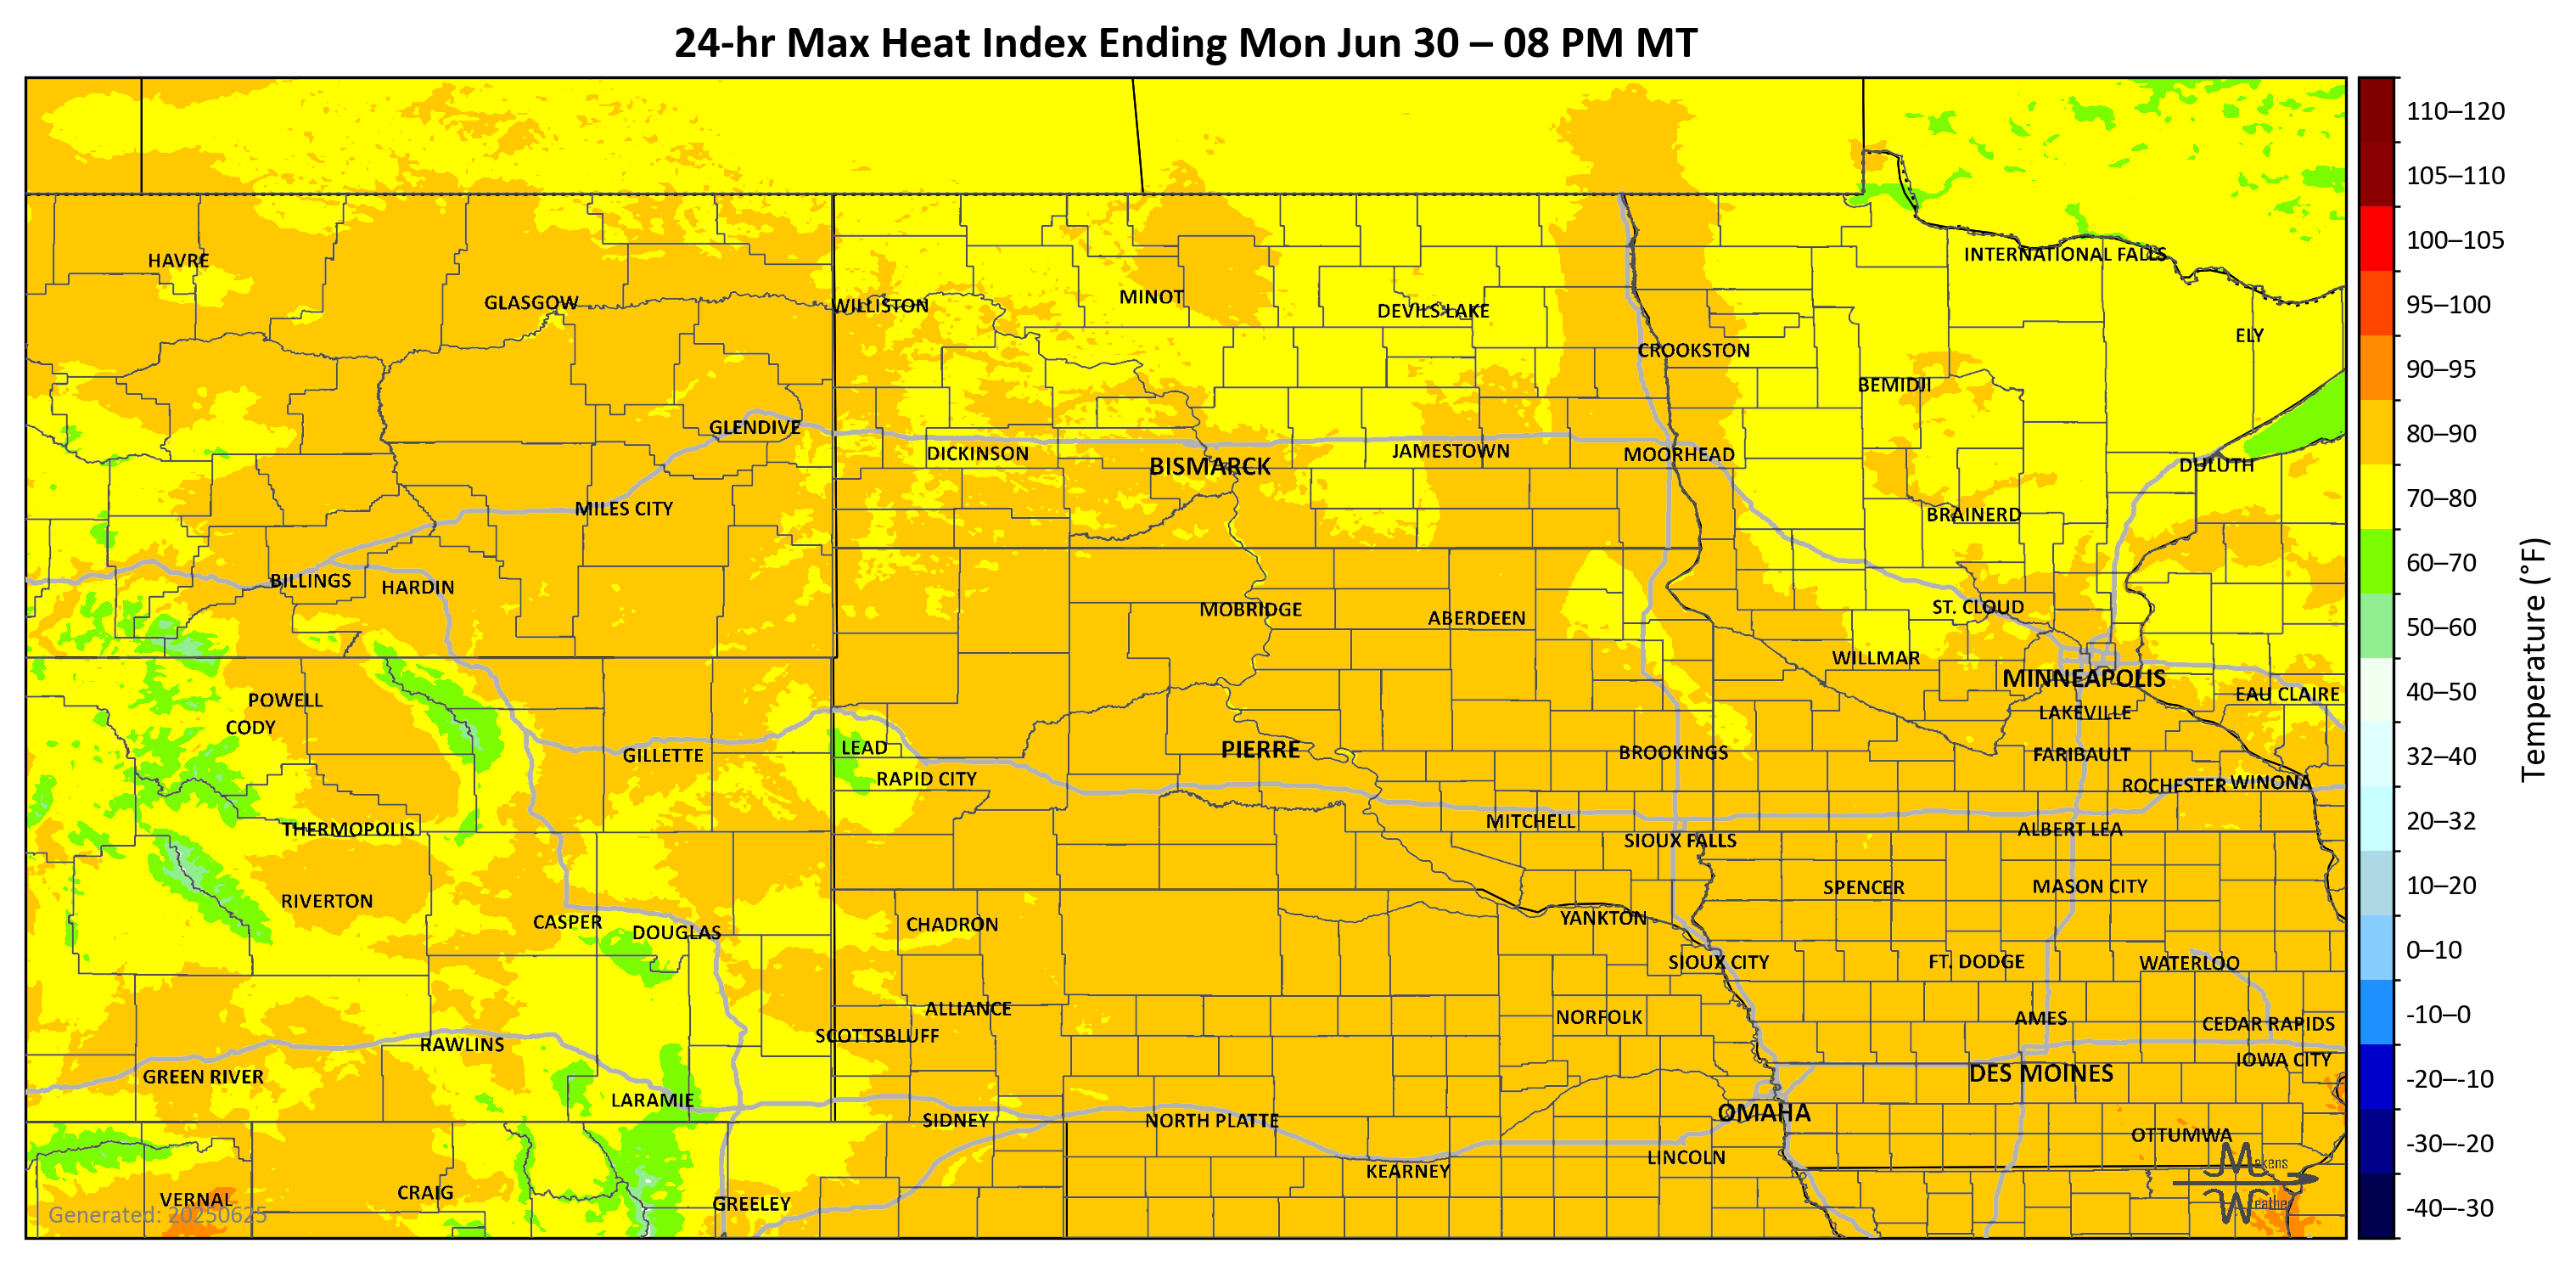 24-hr Max Heat Index Ending Mon Jun 30 – 08 PM MT
HAVRE
GLASGOW
WILLISTON
MINOT
DEVILS LAKE
CROOKSTON
INTERNATIONAL FALLS
ELY
BEMIDJI
GLENDIVE
DICKINSON
BISMARCK
JAMESTOWN
MOORHEAD
DULUTH
MILES CITY
BRAINERD
BILLINGS
HARDIN
MOBRIDGE
ABERDEEN
ST. CLOUD
WILLMAR
MINNEAPOLIS
EAU CLAIRE
POWELL
CODY
LAKEVILLE
GILLETTE
LEAD
RAPID CITY
PIERRE
BROOKINGS
FARIBAULT
ROCHESTER
WINONA
THERMOPOLIS
MITCHELL
SIOUX FALLS
ALBERT LEA
RIVERTON
SPENCER
MASON CITY
CASPER
DOUGLAS
CHADRON
YANKTON
SIOUX CITY
FT. DODGE
WATERLOO
ALLIANCE
SCOTTSBLUFF
NORFOLK
AMES
CEDAR RAPIDS
RAWLINS
GREEN RIVER
IOWA CITY
DES MOINES
LARAMIE
SIDNEY
NORTH PLATTE
OMAHA
OTTUMWA
LINCOLN
KEARNEY
VERNAL
CRAIG
GREELEY
Generated: 20250625
Makens
Weather
110–120
105–110
100–105
95–100
90–95
80–90
70–80
60–70
50–60
40–50
32–40
20–32
10–20
0–10
-10–0
-20–-10
-30–-20
-40–-30
Temperature (°F)